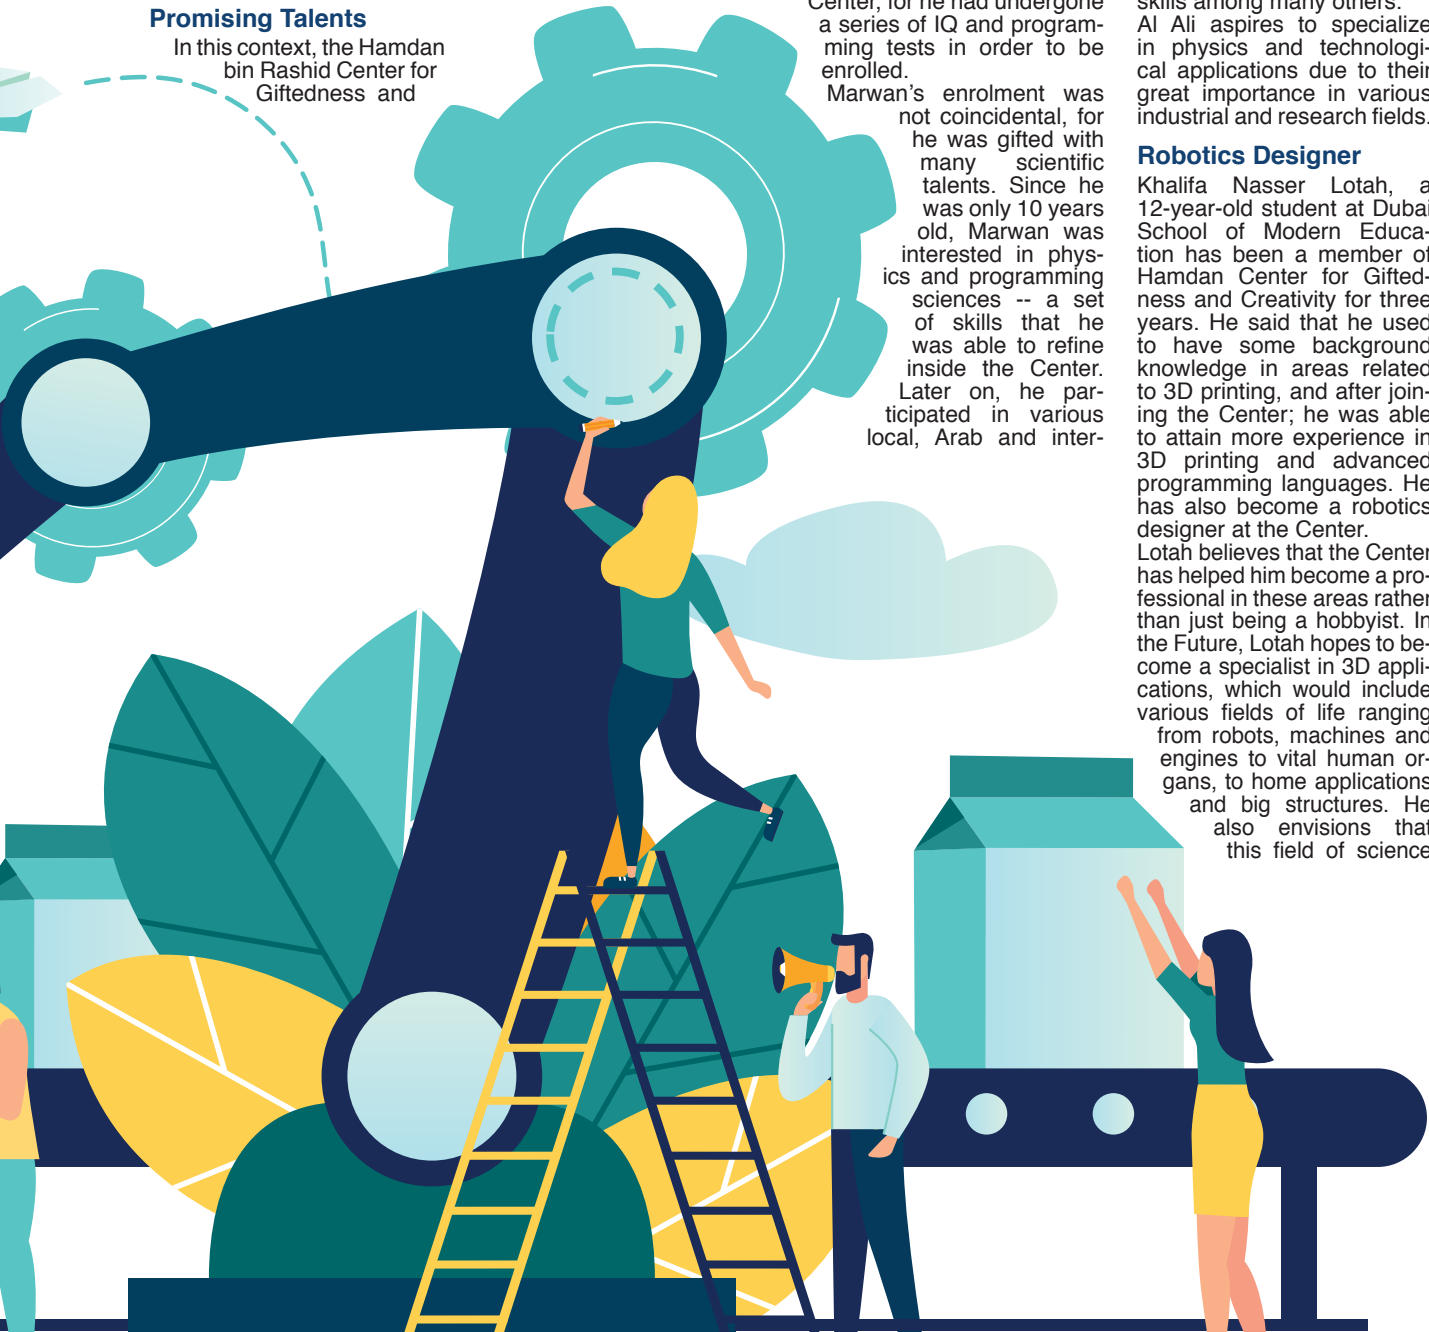 Promising Talents
In this context, the Hamdan
bin Rashid Center for
Giftedness and
Center, for he had undergone
a series of IQ and program-
ming tests in order to be
enrolled.
Marwan’s enrolment was
not coincidental, for
he was gifted with
many scientific
talents. Since he
was only 10 years
old, Marwan was
interested in phys-
ics and programming
sciences -- a set
of skills that he
was able to refine
inside the Center.
Later on, he par-
ticipated in various
local, Arab and inter-
skills among many others.
Al Ali aspires to specialize
in physics and technologi-
cal applications due to their
great importance in various
industrial and research fields.
Robotics Designer
Khalifa Nasser Lotah, a
12-year-old student at Dubai
School of Modern Educa-
tion has been a member of
Hamdan Center for Gifted-
ness and Creativity for three
years. He said that he used
to have some background
knowledge in areas related
to 3D printing, and after join-
ing the Center; he was able
to attain more experience in
3D printing and advanced
programming languages. He
has also become a robotics
designer at the Center.
Lotah believes that the Center
has helped him become a pro-
fessional in these areas rather
than just being a hobbyist. In
the Future, Lotah hopes to be-
come a specialist in 3D appli-
cations, which would include
various fields of life ranging
from robots, machines and
engines to vital human or-
gans, to home applications
and big structures. He
also envisions that
this field of science